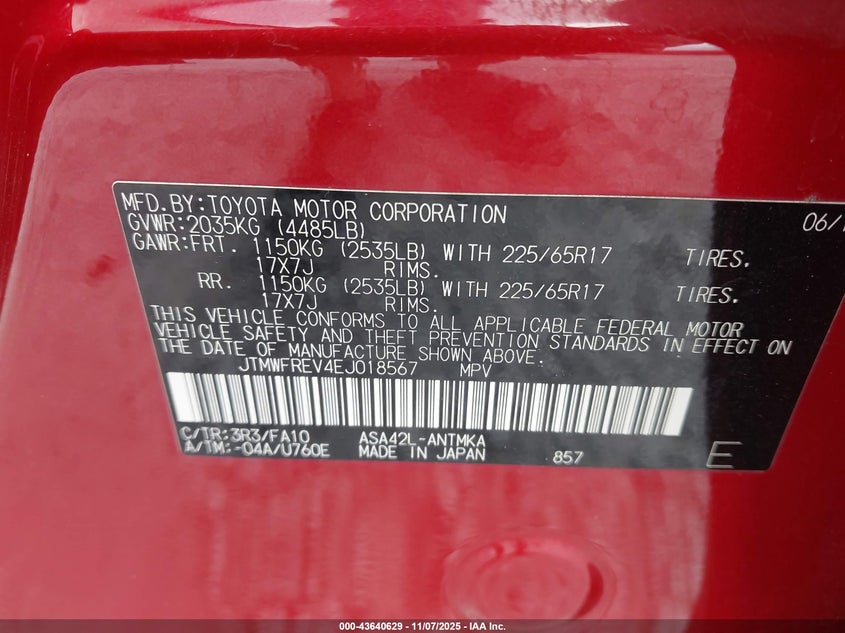 MFD.BY:TOYOTA MOTOR CORPORATION 06/
GVWR:2035KG (4485LB)
GAWR:FRT. 1150KG (2535LB) WITH 225/65R17 TIRES.
17X7J RIMS.
RR. 1150KG (2535LB) WITH 225/65R17 TIRES.
17X7J RIMS.
THIS VEHICLE CONFORMS TO ALL APPLICABLE FEDERAL MOTOR
VEHICLE SAFETY AND THEFT PREVENTION STANDARDS IN EFFECT ON
THE DATE OF MANUFACTURE SHOWN ABOVE.
JTMWFREV4EJ018567 MPV
C/TR:3R3/FA10 ASA42L-ANTMKA
A/TM:-04A/U760E MADE IN JAPAN 857 E
000-43640629 - 11/07/2025 - IAA Inc.